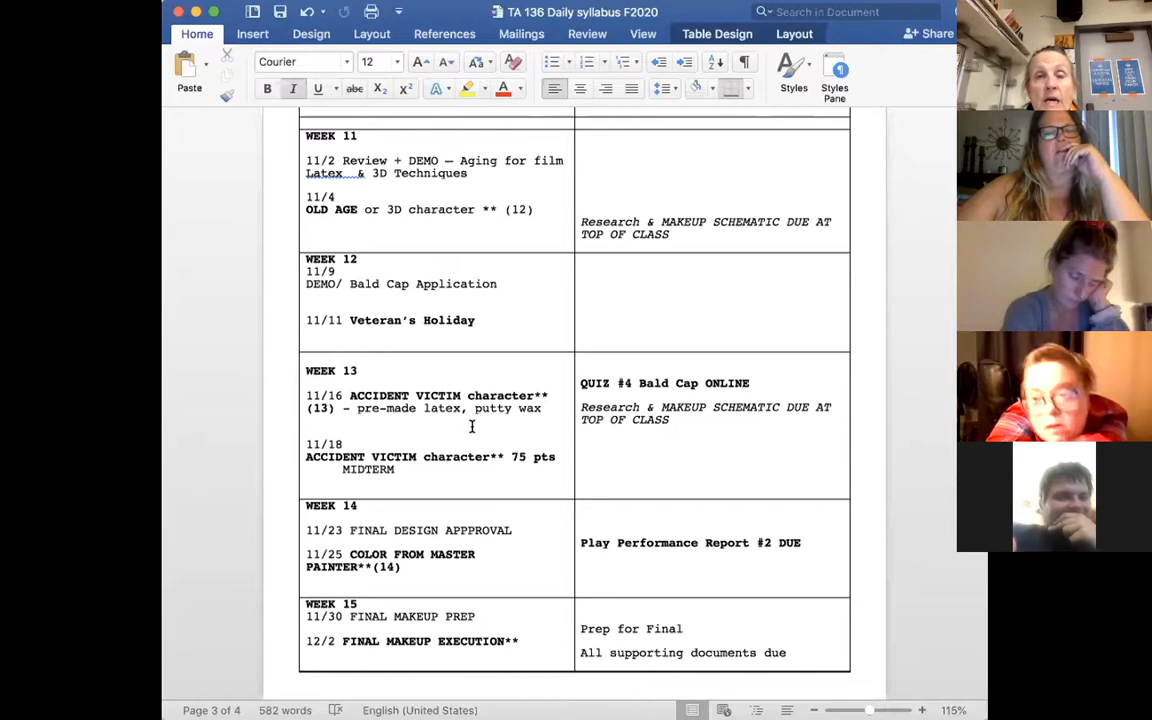 TA 136 Daily syllabus F2020
Search in Document
Home Insert Design Layout References Mailings Review View Table Design Layout Share
Courier 12
Paste
Styles Styles Pane
WEEK 11
11/2 Review + DEMO – Aging for film
Latex & 3D Techniques
11/4
OLD AGE or 3D character ** (12)
Research & MAKEUP SCHEMATIC DUE AT
TOP OF CLASS
WEEK 12
11/9
DEMO/ Bald Cap Application
11/11 Veteran's Holiday
WEEK 13
11/16 ACCIDENT VICTIM character**
(13) – pre-made latex, putty wax
11/18
ACCIDENT VICTIM character** 75 pts
MIDTERM
QUIZ #4 Bald Cap ONLINE
Research & MAKEUP SCHEMATIC DUE AT
TOP OF CLASS
WEEK 14
11/23 FINAL DESIGN APPPROVAL
11/25 COLOR FROM MASTER
PAINTER**(14)
Play Performance Report #2 DUE
WEEK 15
11/30 FINAL MAKEUP PREP
12/2 FINAL MAKEUP EXECUTION**
Prep for Final
All supporting documents due
Page 3 of 4 582 words English (United States) 115%